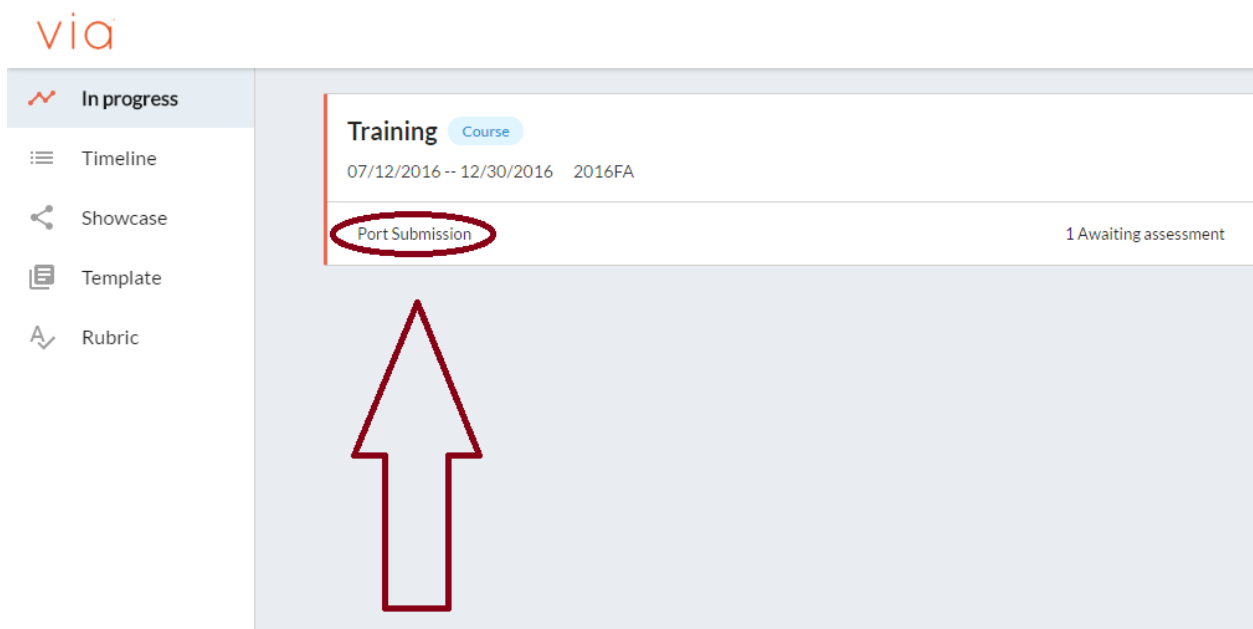 via
In progress
Timeline
Showcase
Template
Rubric
Training Course
07/12/2016 -- 12/30/2016 2016FA
Port Submission 1 Awaiting assessment